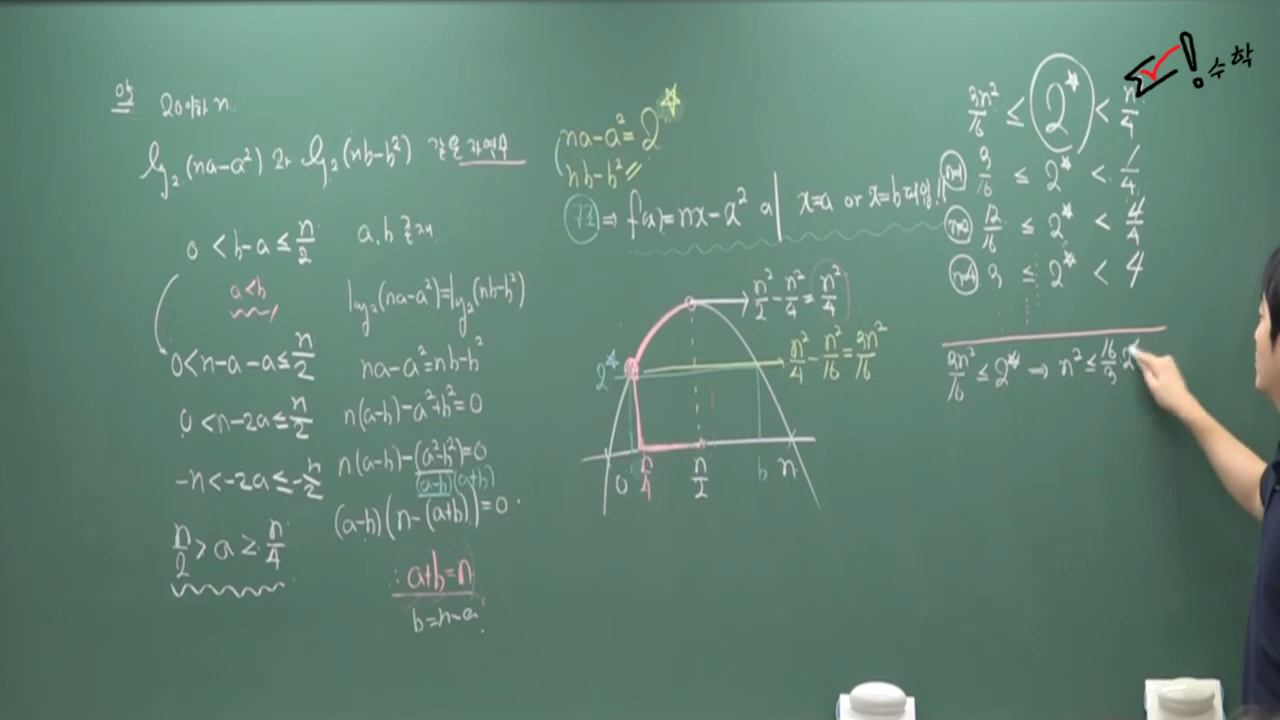 20이하 n.
log₂(na-a²) 과 log₂(nb-b²) 같은 자연수
0 < b-a ≤ n/2
a<b
0<n-a-a≤n/2
0<n-2a≤n/2
-n<-2a≤-n/2
n/2 > a ≥ n/4
a, b 존재
log₂(na-a²)=log₂(nb-b²)
na-a²=nb-b²
n(a-b)-a²+b²=0
n(a-b)-(a²-b²)=0
(a-b)(a+b)
(a-b)(n-(a+b))=0
∴ a+b=n
b=n-a
na-a²=2^☆
nb-b²=〃
⇒ f(x)=nx-x² a | x=a or x=b
n²/2 - n²/4 = n²/4
n²/4 - n²/16 = 3n²/16
2^☆
0 n/4 n/2 b n
수학
3n²/16 ≤ 2^☆ < n²/4
n=1 3/16 ≤ 2^☆ < 1/4
n=2 12/16 ≤ 2^☆ < 4/4
n=4 3 ≤ 2^☆ < 4
3n²/16 ≤ 2^☆ → n² ≤ 16/3 · 2^☆